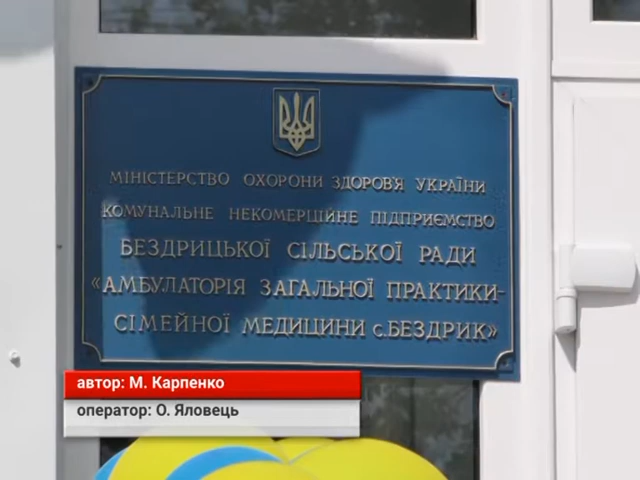 МІНІСТЕРСТВО ОХОРОНИ ЗДОРОВ'Я УКРАЇНИ
КОМУНАЛЬНЕ НЕКОМЕРЦІЙНЕ ПІДПРИЄМСТВО
БЕЗДРИЦЬКОЇ СІЛЬСЬКОЇ РАДИ
«АМБУЛАТОРІЯ ЗАГАЛЬНОЇ ПРАКТИКИ-
СІМЕЙНОЇ МЕДИЦИНИ с.БЕЗДРИК»
автор: М. Карпенко
оператор: О. Яловець